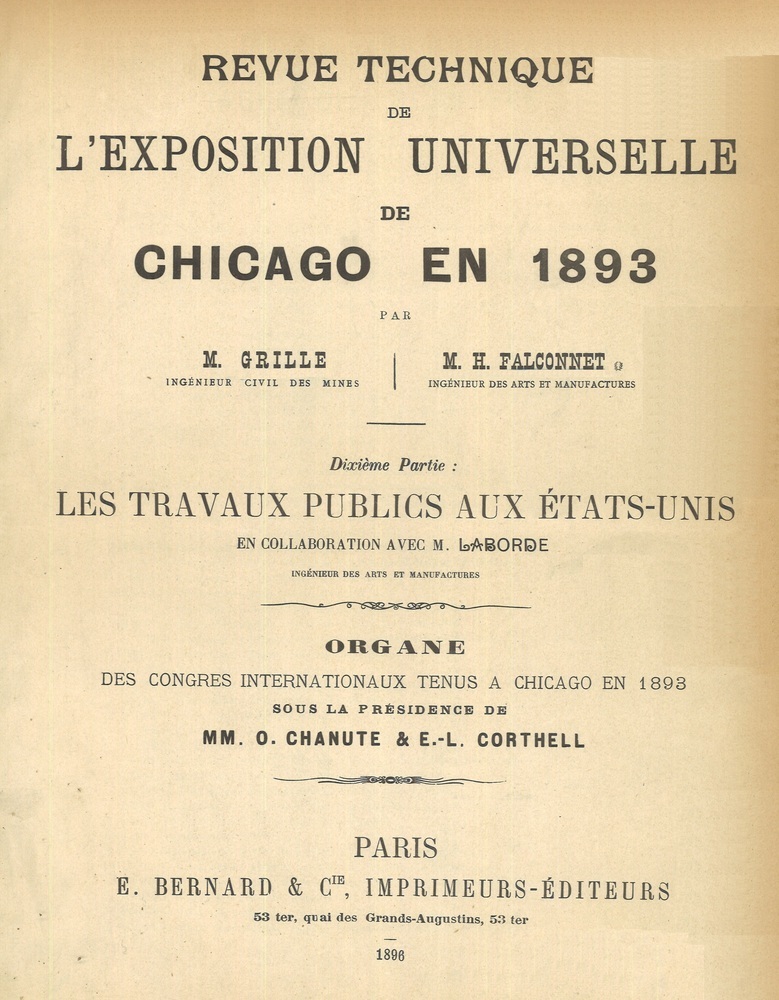 REVUE TECHNIQUE
DE
L'EXPOSITION UNIVERSELLE
DE
CHICAGO EN 1893
PAR
M. GRILLE
INGÉNIEUR CIVIL DES MINES
M. H. FALCONNET
INGÉNIEUR DES ARTS ET MANUFACTURES
Dixième Partie :
LES TRAVAUX PUBLICS AUX ÉTATS-UNIS
EN COLLABORATION AVEC M. LABORDE
INGÉNIEUR DES ARTS ET MANUFACTURES
ORGANE
DES CONGRES INTERNATIONAUX TENUS A CHICAGO EN 1893
SOUS LA PRÉSIDENCE DE
MM. O. CHANUTE & E.-L. CORTHELL
PARIS
E. BERNARD & CIE, IMPRIMEURS-ÉDITEURS
53 ter, quai des Grands-Augustins, 53 ter
1896